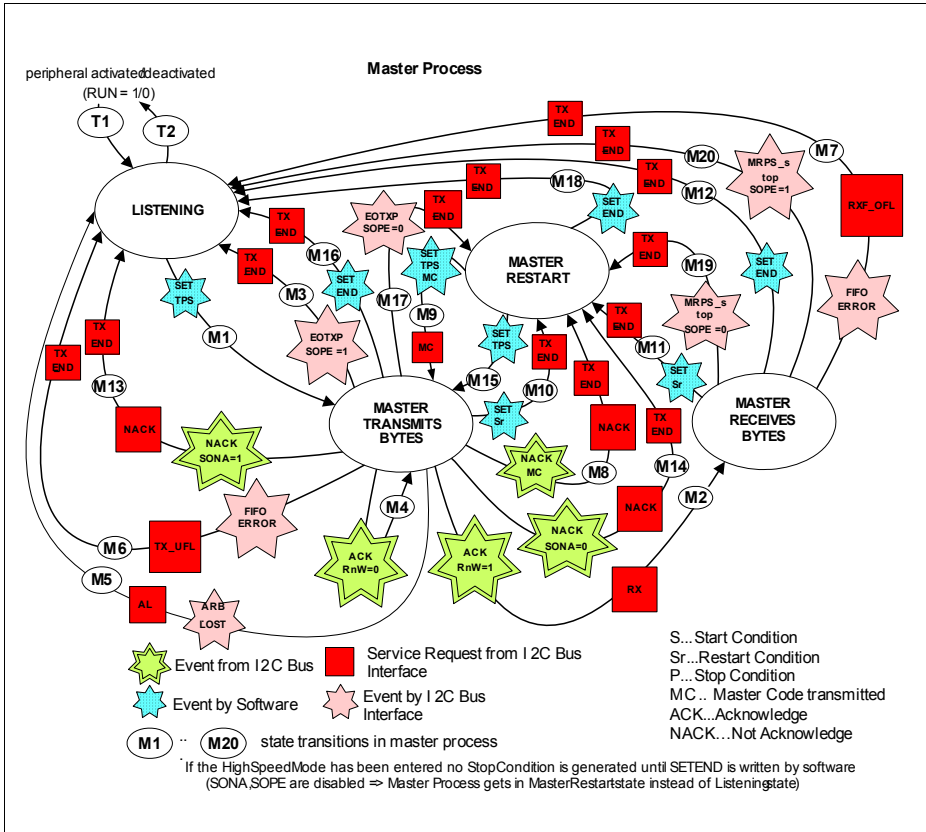 Master Process
peripheral activated/deactivated
(RUN = 1/0)
T1
T2
LISTENING
TX
END
M7
TX
END
M20
MRPS_s
top
SOPE=1
TX
END
M18
TX
END
M12
RXF_OFL
EOTXP
SOPE=0
TX
END
SET
END
TX
END
M16
SET
TPS
MC
MASTER
RESTART
TX
END
M19
SET
END
TX
END
M3
SET
END
M17
M9
SET
TPS
MRPS_s
top
SOPE=0
FIFO
ERROR
M1
EOTXP
SOPE=1
MC
SET
TPS
TX
END
TX
END
M11
TX
END
TX
END
M13
M15
M10
TX
END
SET
Sr
MASTER
TRANSMITS
BYTES
SET
Sr
MASTER
RECEIVES
BYTES
NACK
NACK
SONA=1
NACK
MC
M8
NACK
TX
END
M14
FIFO
ERROR
M4
NACK
SONA=0
NACK
M2
M6
TX_UFL
ACK
RnW=0
ACK
RnW=1
RX
M5
AL
ARB
LOST
Event from I2C Bus
Service Request from I2C Bus
Interface
Event by Software
Event by I2C Bus
Interface
M1 .. M20 state transitions in master process
S...Start Condition
Sr...Restart Condition
P...Stop Condition
MC.. Master Code transmitted
ACK...Acknowledge
NACK...Not Acknowledge
If the HighSpeedMode has been entered no StopCondition is generated until SETEND is written by software
(SONA,SOPE are disabled => Master Process gets in MasterRestart-state instead of Listeningstate)